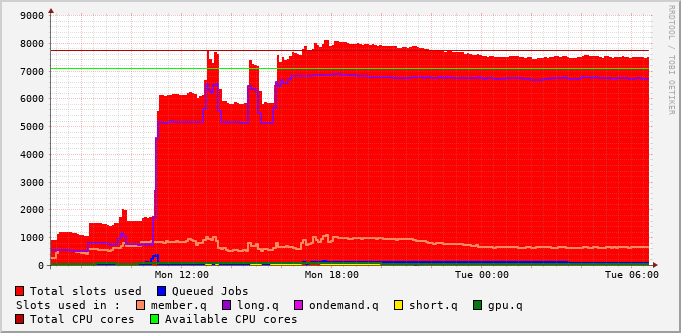 RRDTOOL / TOBI OETIKER
9000
8000
7000
6000
5000
4000
3000
2000
1000
0
Mon 12:00 Mon 18:00 Tue 00:00 Tue 06:00
Total slots used Queued Jobs
Slots used in : member.q long.q ondemand.q short.q gpu.q
Total CPU cores Available CPU cores